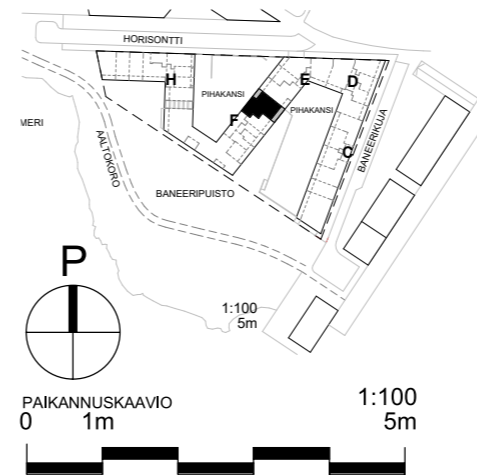 HORISONTTI
H
E
D
PIHAKANSI
PIHAKANSI
F
C
MERI
AALTOKORO
BANEERIKUJA
BANEERIPUISTO
P
1:100
5m
PAIKANNUSKAAVIO
1:100
0 1m 5m